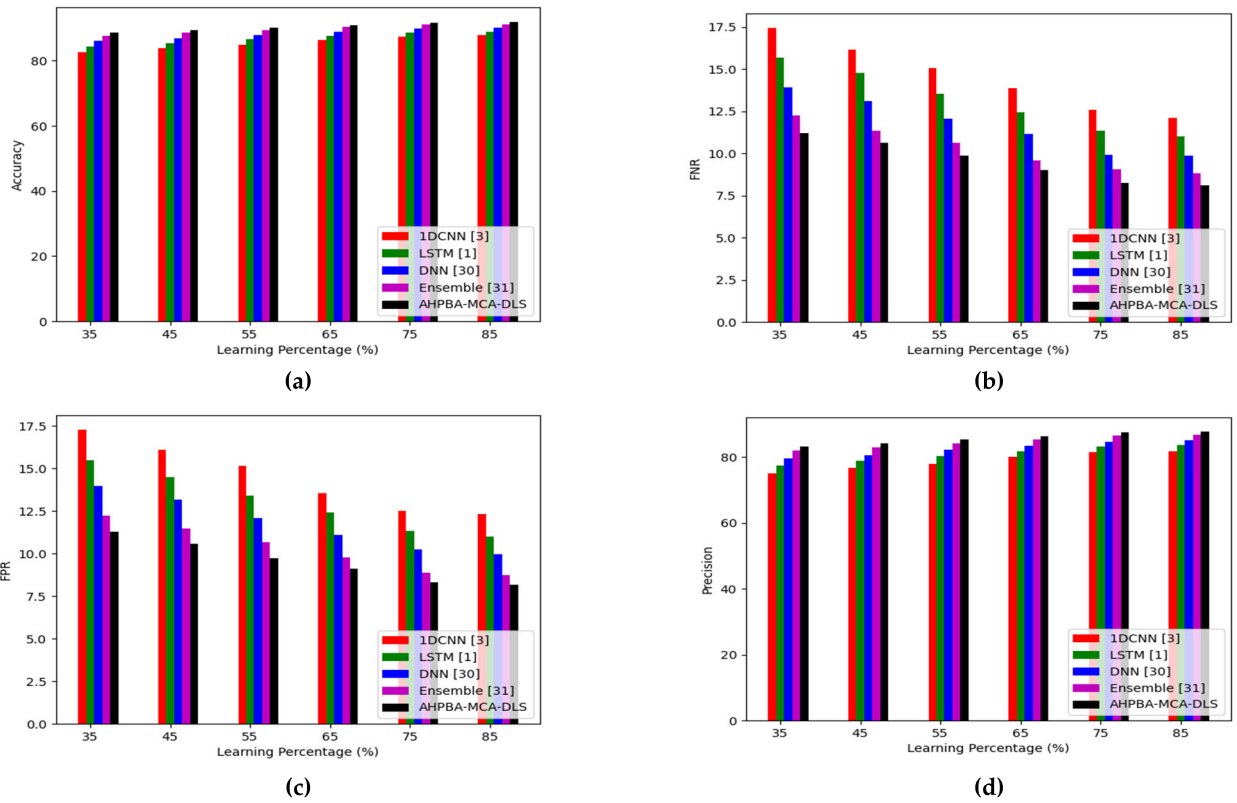 Accuracy
80
60
40
20
0
35 45 55 65 75 85
Learning Percentage (%)
1DCNN [3]
LSTM [1]
DNN [30]
Ensemble [31]
AHPBA-MCA-DLS
(a)
FNR
17.5
15.0
12.5
10.0
7.5
5.0
2.5
0.0
35 45 55 65 75 85
Learning Percentage (%)
1DCNN [3]
LSTM [1]
DNN [30]
Ensemble [31]
AHPBA-MCA-DLS
(b)
FPR
17.5
15.0
12.5
10.0
7.5
5.0
2.5
0.0
35 45 55 65 75 85
Learning Percentage (%)
1DCNN [3]
LSTM [1]
DNN [30]
Ensemble [31]
AHPBA-MCA-DLS
(c)
Precision
80
60
40
20
0
35 45 55 65 75 85
Learning Percentage (%)
1DCNN [3]
LSTM [1]
DNN [30]
Ensemble [31]
AHPBA-MCA-DLS
(d)